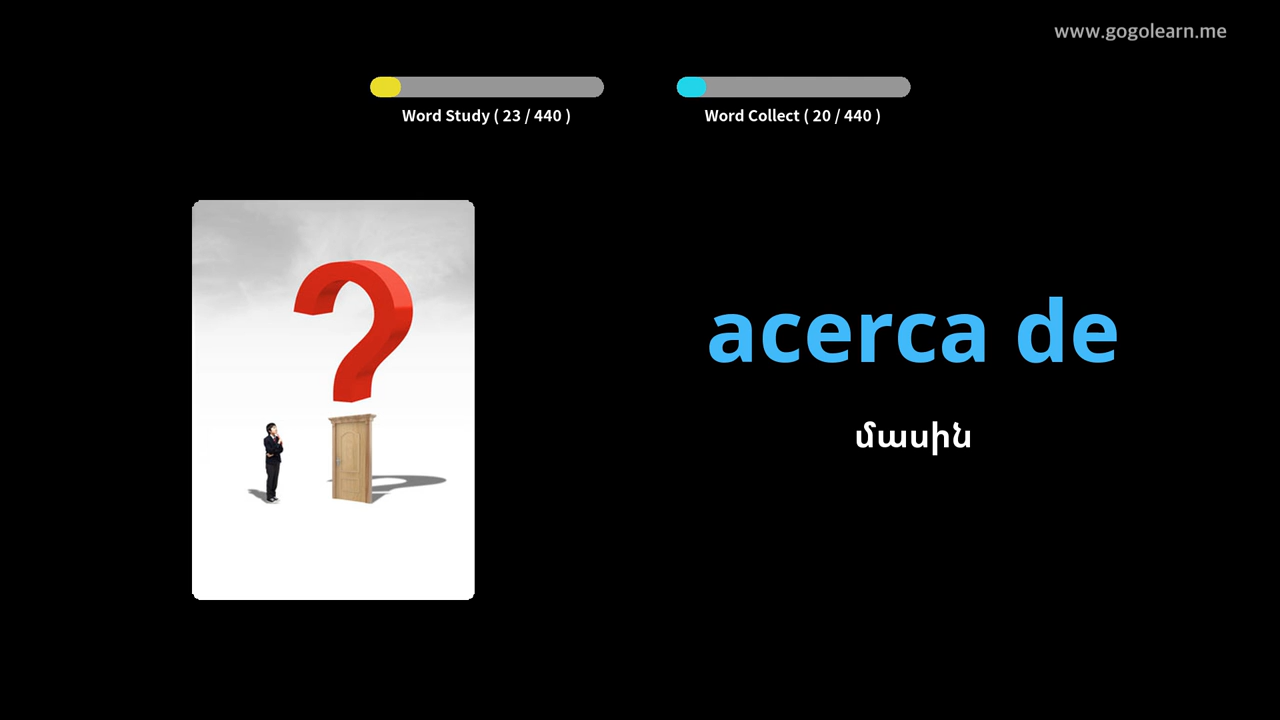 www.gogolearn.me
Word Study ( 23 / 440 )
Word Collect ( 20 / 440 )
acerca de
մասին